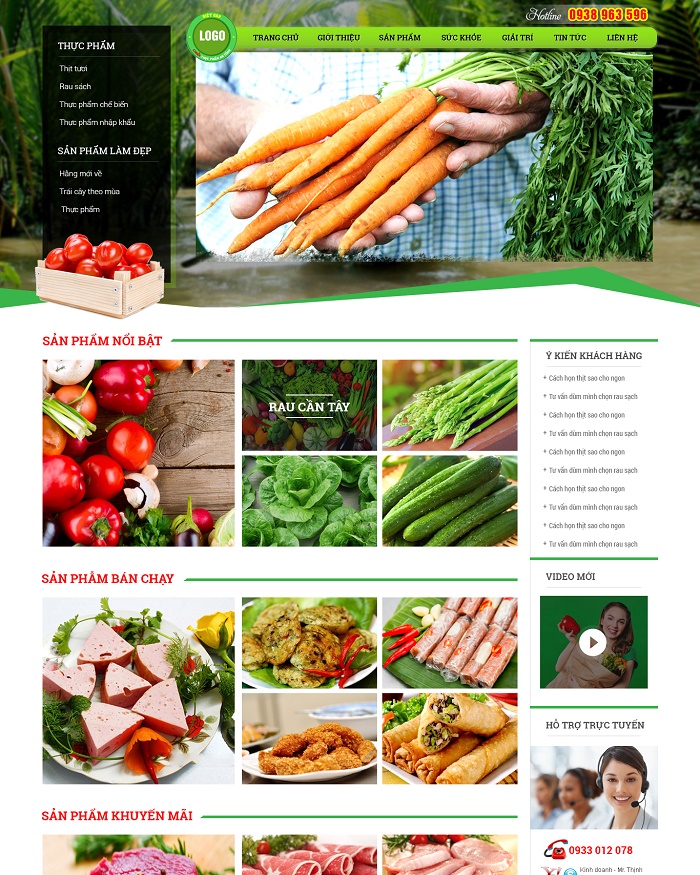 Hotline 0938 963 596
LOGO
TRANG CHỦ GIỚI THIỆU SẢN PHẨM SỨC KHỎE GIẢI TRÍ TIN TỨC LIÊN HỆ
THỰC PHẨM
Thịt tươi
Rau sách
Thực phẩm chế biến
Thực phẩm nhập khẩu
SẢN PHẨM LÀM ĐẸP
Hằng mới về
Trái cây theo mùa
Thực phẩm
SẢN PHẨM NỔI BẬT
RAU CẦN TÂY
SẢN PHẨM BÁN CHẠY
SẢN PHẨM KHUYẾN MÃI
Ý KIẾN KHÁCH HÀNG
+ Cách họn thịt sao cho ngon
+ Tư vấn dùm mình chọn rau sạch
+ Cách họn thịt sao cho ngon
+ Tư vấn dùm mình chọn rau sạch
+ Cách họn thịt sao cho ngon
+ Tư vấn dùm mình chọn rau sạch
+ Cách họn thịt sao cho ngon
+ Tư vấn dùm mình chọn rau sạch
+ Cách họn thịt sao cho ngon
+ Tư vấn dùm mình chọn rau sạch
VIDEO MỚI
HỖ TRỢ TRỰC TUYẾN
0933 012 078
Kinh doanh - Mr. Thịnh